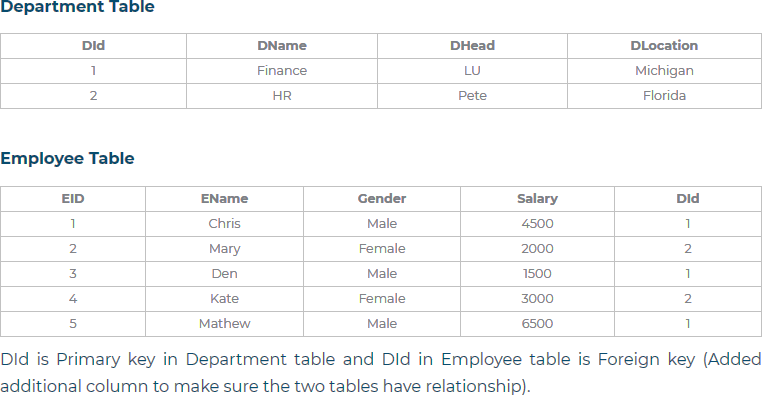 Department Table
DId DName DHead DLocation
1 Finance LU Michigan
2 HR Pete Florida
Employee Table
EID EName Gender Salary DId
1 Chris Male 4500 1
2 Mary Female 2000 2
3 Den Male 1500 1
4 Kate Female 3000 2
5 Mathew Male 6500 1
DId is Primary key in Department table and DId in Employee table is Foreign key (Added
additional column to make sure the two tables have relationship).